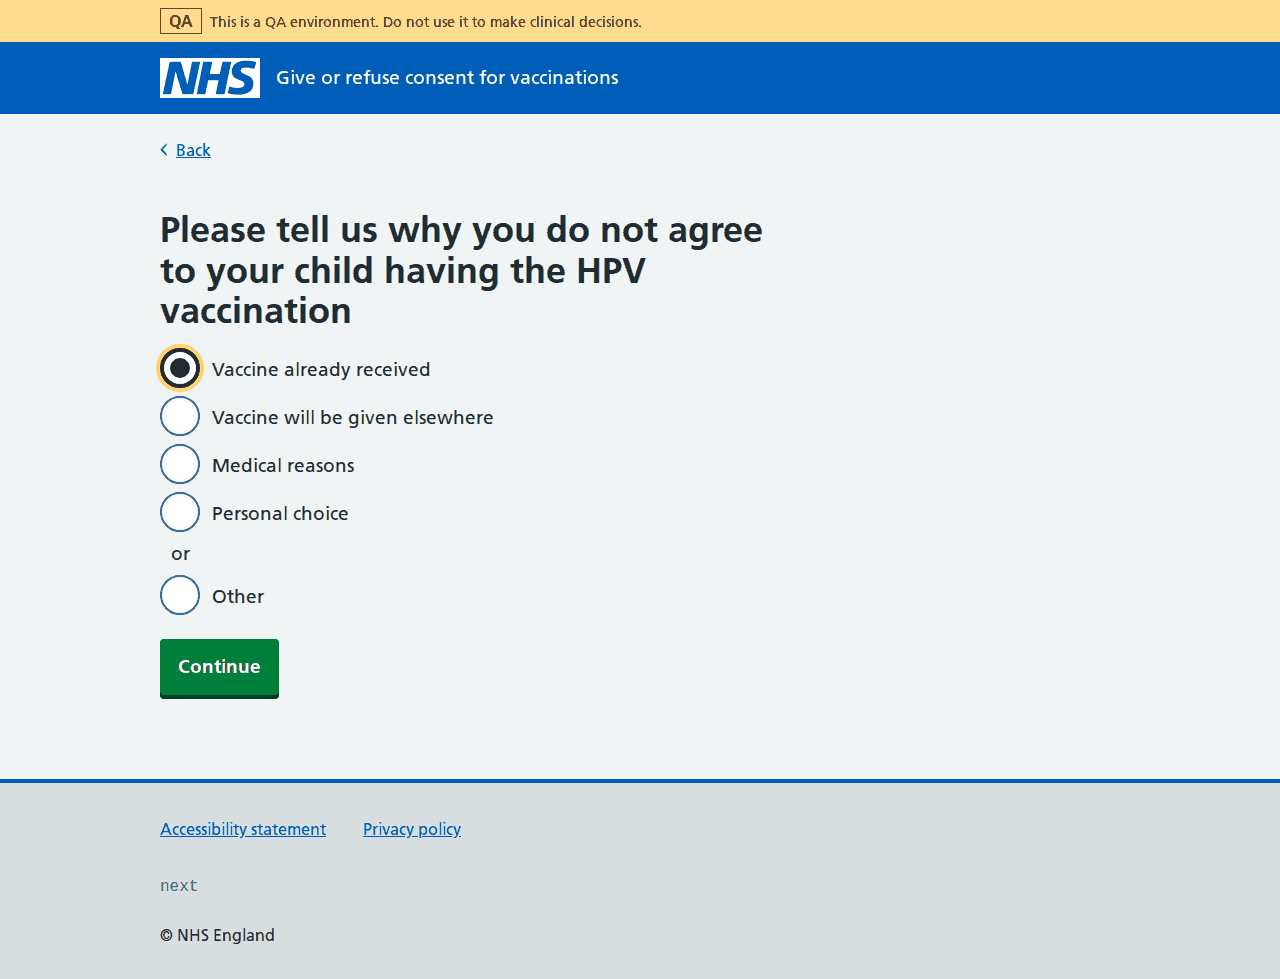 QA This is a QA environment. Do not use it to make clinical decisions.
NHS Give or refuse consent for vaccinations
Back
Please tell us why you do not agree
to your child having the HPV
vaccination
Vaccine already received
Vaccine will be given elsewhere
Medical reasons
Personal choice
or
Other
Continue
Accessibility statement Privacy policy
next
© NHS England